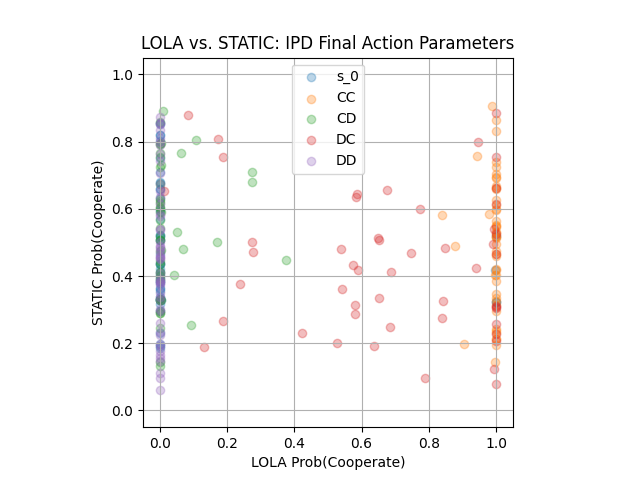 LOLA vs. STATIC: IPD Final Action Parameters
s_0
CC
CD
DC
DD
1.0
0.8
0.6
0.4
0.2
0.0
STATIC Prob(Cooperate)
0.0 0.2 0.4 0.6 0.8 1.0
LOLA Prob(Cooperate)